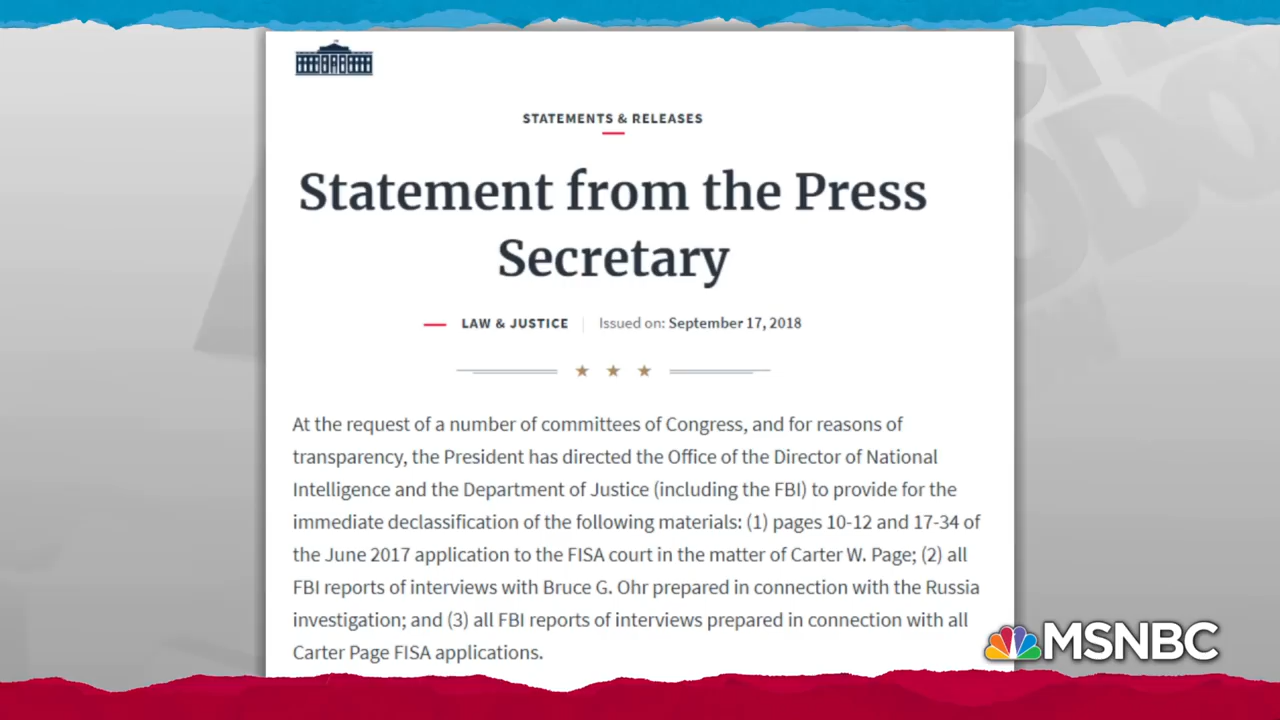 STATEMENTS & RELEASES
Statement from the Press
Secretary
LAW & JUSTICE Issued on: September 17, 2018
At the request of a number of committees of Congress, and for reasons of
transparency, the President has directed the Office of the Director of National
Intelligence and the Department of Justice (including the FBI) to provide for the
immediate declassification of the following materials: (1) pages 10-12 and 17-34 of
the June 2017 application to the FISA court in the matter of Carter W. Page; (2) all
FBI reports of interviews with Bruce G. Ohr prepared in connection with the Russia
investigation; and (3) all FBI reports of interviews prepared in connection with all
Carter Page FISA applications.
MSNBC